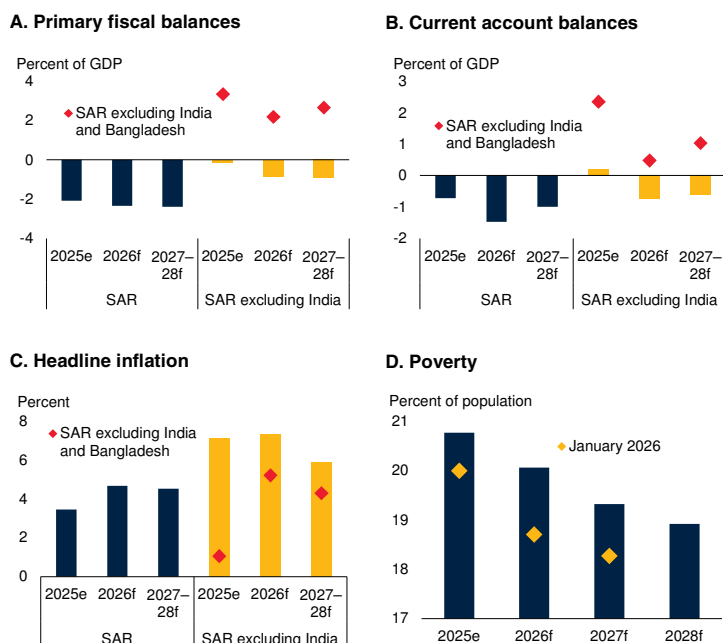 A. Primary fiscal balances
Percent of GDP
4
SAR excluding India
and Bangladesh
2
0
-2
-4
2025e 2026f 2027–
28f
2025e 2026f 2027–
28f
SAR
SAR excluding India
B. Current account balances
Percent of GDP
3
2
SAR excluding India
and Bangladesh
1
0
-1
-2
2025e 2026f 2027–
28f
2025e 2026f 2027–
28f
SAR
SAR excluding India
C. Headline inflation
Percent
8
SAR excluding India
and Bangladesh
6
4
2
0
2025e 2026f 2027–
28f
2025e 2026f 2027–
28f
SAR
SAR excluding India
D. Poverty
Percent of population
21
January 2026
20
19
18
17
2025e 2026f 2027f 2028f